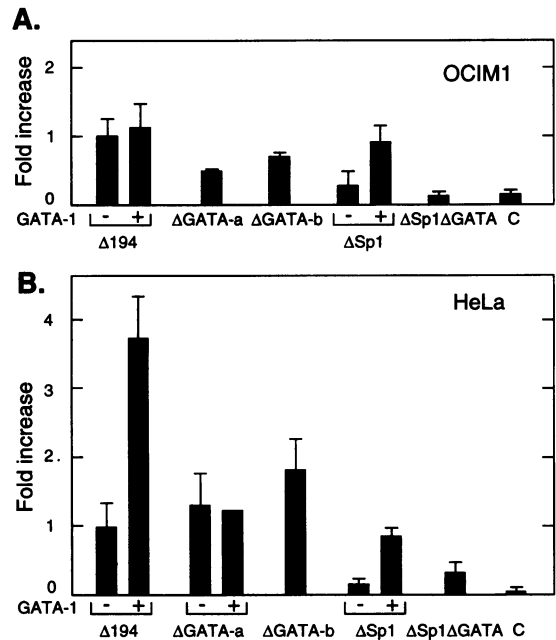 A.
OCIM1
Fold increase
2
1
0
GATA-1 - + ΔGATA-a ΔGATA-b - + ΔSp1ΔGATA C
Δ194 ΔSp1
B.
HeLa
Fold increase
4
3
2.
1
0
GATA-1 - + - + - +
Δ194 ΔGATA-a ΔGATA-b ΔSp1 ΔSp1ΔGATA C